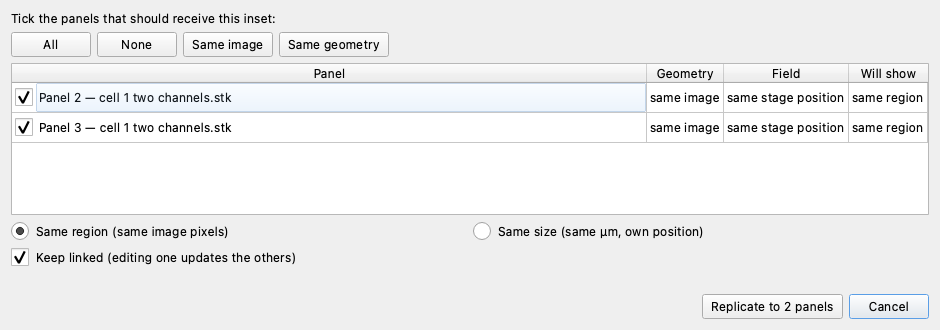 Tick the panels that should receive this inset:
All None Same image Same geometry
Panel Geometry Field Will show
Panel 2 — cell 1 two channels.stk same image same stage position same region
Panel 3 — cell 1 two channels.stk same image same stage position same region
Same region (same image pixels) Same size (same µm, own position)
Keep linked (editing one updates the others)
Replicate to 2 panels Cancel